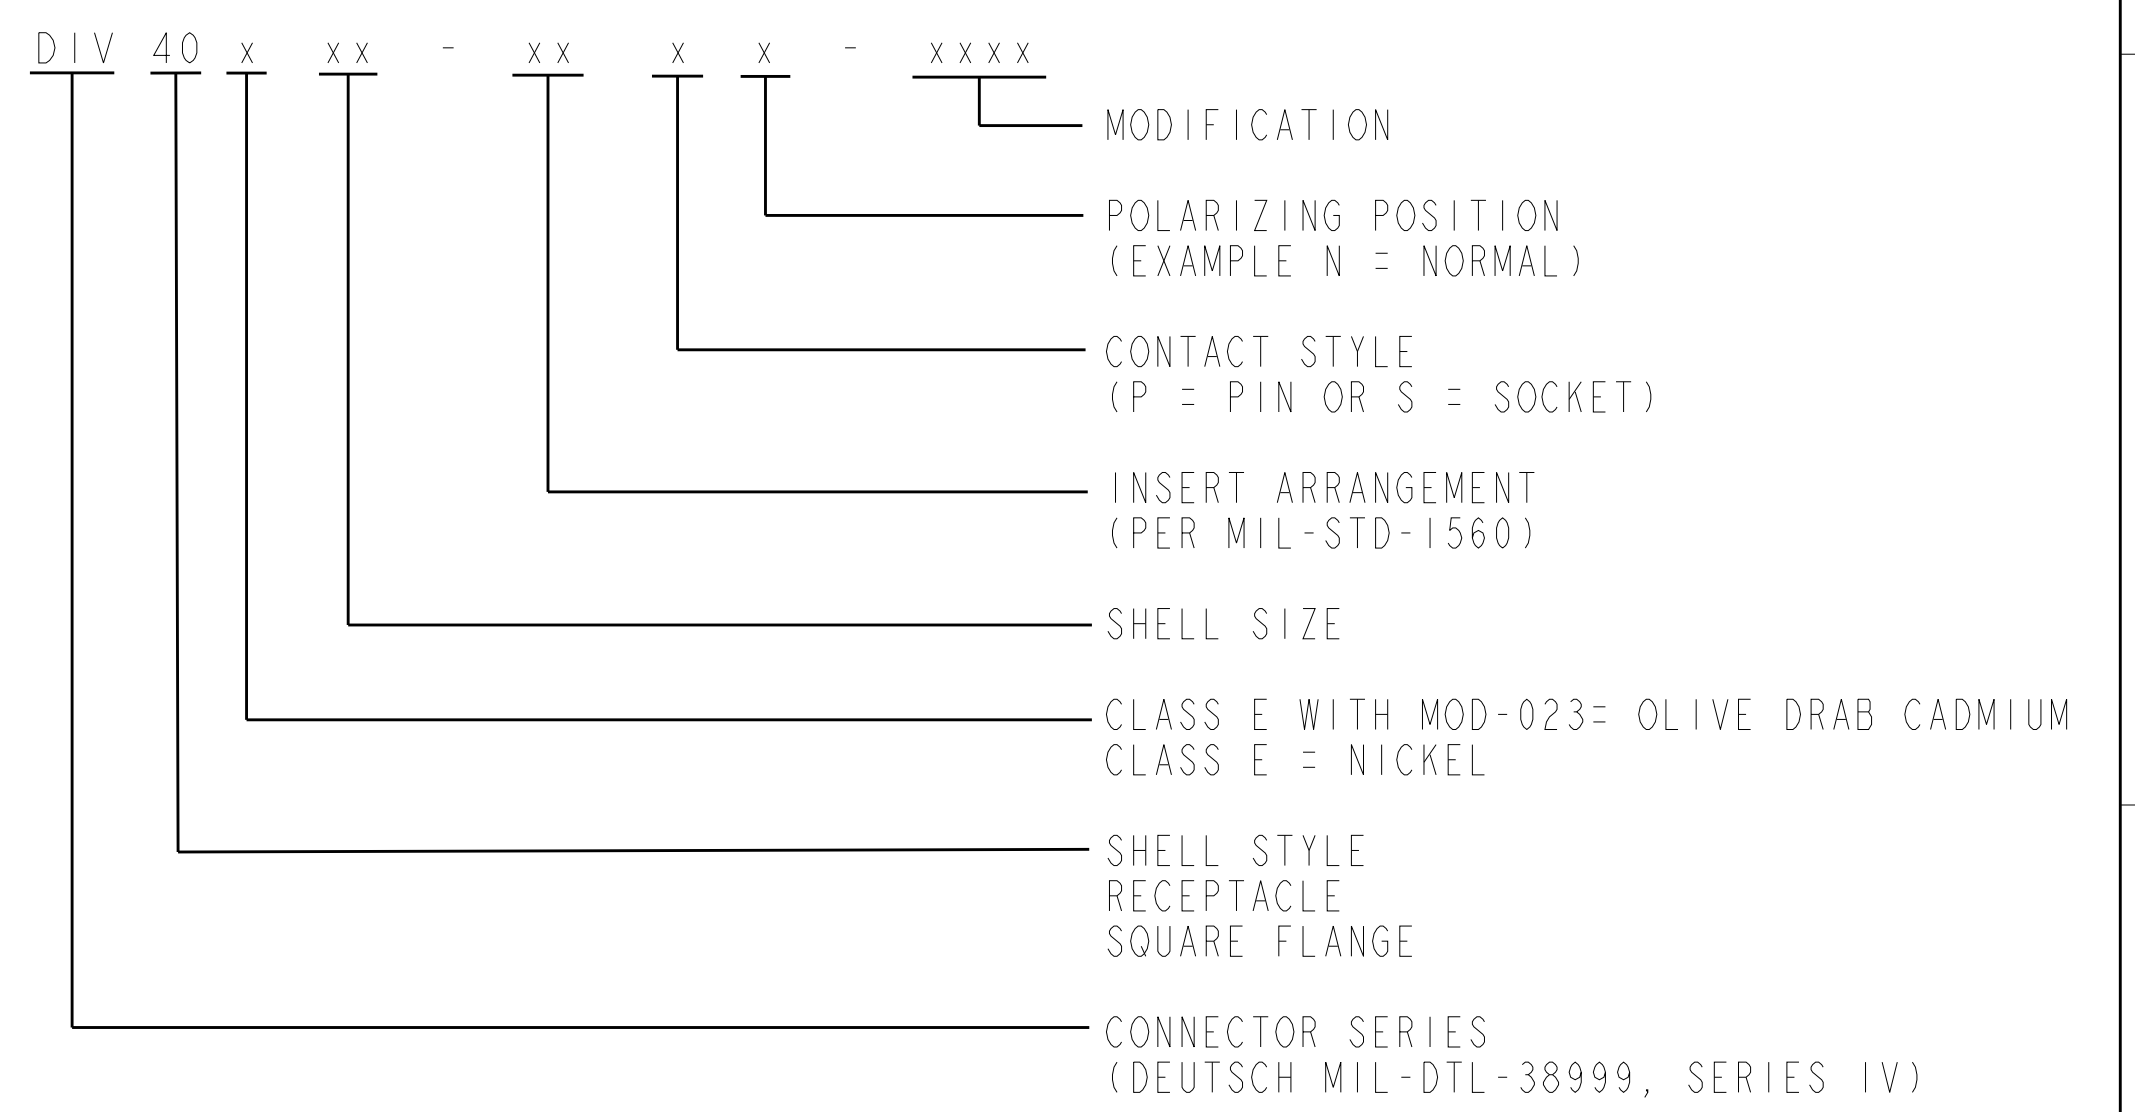 DIV 40 x xx - xx x x - xxxx
MODIFICATION
POLARIZING POSITION
(EXAMPLE N = NORMAL)
CONTACT STYLE
(P = PIN OR S = SOCKET)
INSERT ARRANGEMENT
(PER MIL-STD-1560)
SHELL SIZE
CLASS E WITH MOD-023= OLIVE DRAB CADMIUM
CLASS E = NICKEL
SHELL STYLE
RECEPTACLE
SQUARE FLANGE
CONNECTOR SERIES
(DEUTSCH MIL-DTL-38999, SERIES IV)